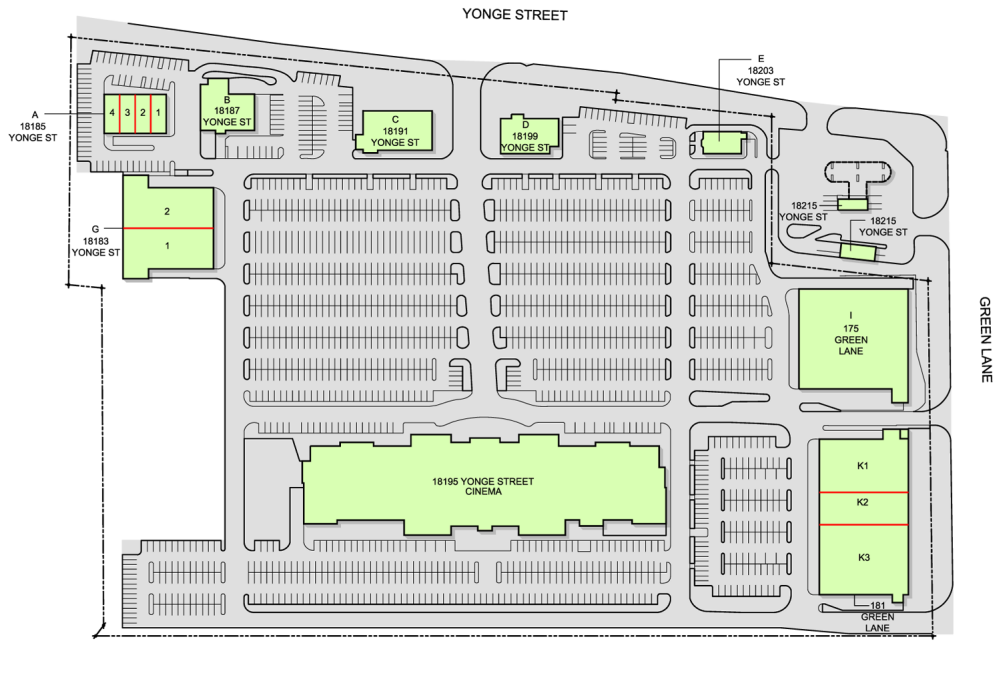 YONGE STREET
A
18185
YONGE ST
4 3 2 1
B
18187
YONGE ST
C
18191
YONGE ST
D
18199
YONGE ST
E
18203
YONGE ST
18215
YONGE ST
18215
YONGE ST
G
18183
YONGE ST
2
1
I
175
GREEN
LANE
GREEN LANE
18195 YONGE STREET
CINEMA
K1
K2
K3
181
GREEN
LANE